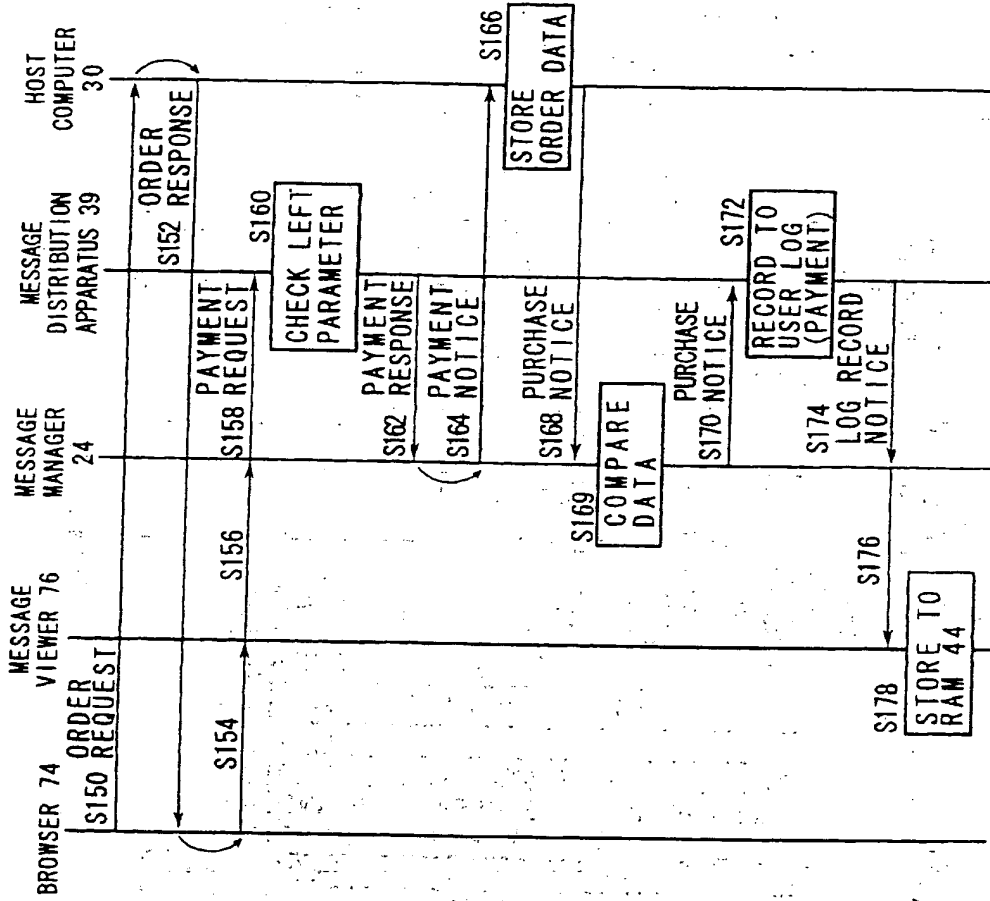 BROWSER 74
MESSAGE
VIEWER 76
MESSAGE
MANAGER
24
MESSAGE
DISTRIBUTION
APPARATUS 39
HOST
COMPUTER
30
S150 ORDER
REQUEST
S152 ORDER
RESPONSE
S154
S156
PAYMENT
S158 REQUEST
S160
CHECK LEFT
PARAMETER
PAYMENT
S162 RESPONSE
PAYMENT
S164 NOTICE
S166
STORE
ORDER DATA
PURCHASE
S168 NOTICE
S169
COMPARE
DATA
PURCHASE
S170 NOTICE
S172
RECORD TO
USER LOG
(PAYMENT)
S174
LOG RECORD
NOTICE
S176
S178
STORE TO
RAM 44